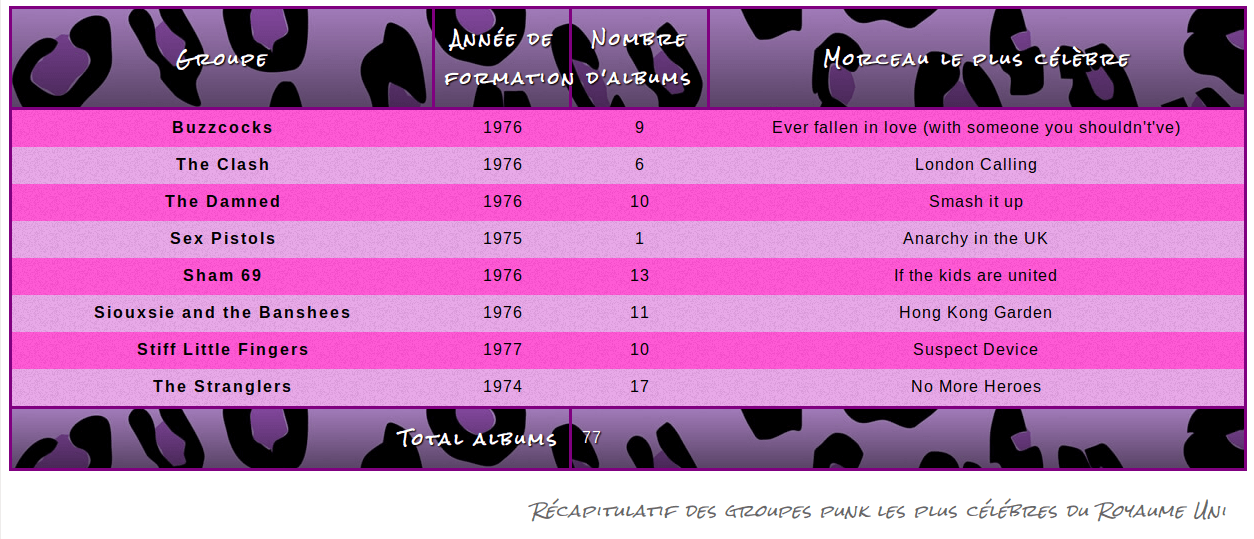 Groupe Année de formation Nombre d'albums Morceau le plus célèbre
Buzzcocks 1976 9 Ever fallen in love (with someone you shouldn't've)
The Clash 1976 6 London Calling
The Damned 1976 10 Smash it up
Sex Pistols 1975 1 Anarchy in the UK
Sham 69 1976 13 If the kids are united
Siouxsie and the Banshees 1976 11 Hong Kong Garden
Stiff Little Fingers 1977 10 Suspect Device
The Stranglers 1974 17 No More Heroes
Total albums 77
Récapitulatif des groupes punk les plus célébres du Royaume Uni